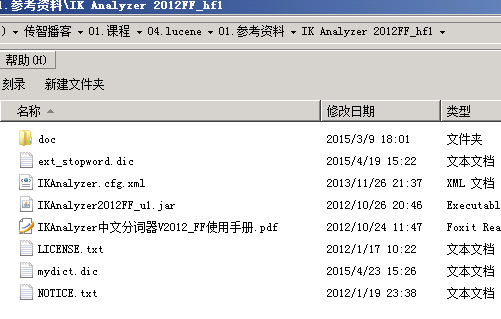 1.参考资料\IK Analyzer 2012FF_hf1
) ▾ 传智播客 ▾ 01.课程 ▾ 04.lucene ▾ 01.参考资料 ▾ IK Analyzer 2012FF_hf1 ▾
帮助(H)
刻录 新建文件夹
名称 修改日期 类型
doc 2015/3/9 18:01 文件夹
ext_stopword.dic 2015/4/19 15:22 文本文档
IKAnalyzer.cfg.xml 2013/11/26 21:37 XML 文档
IKAnalyzer2012FF_u1.jar 2012/10/26 20:46 Executabl
IKAnalyzer中文分词器V2012_FF使用手册.pdf 2012/10/24 11:47 Foxit Rea
LICENSE.txt 2012/1/17 10:22 文本文档
mydict.dic 2015/4/23 15:26 文本文档
NOTICE.txt 2012/1/19 23:38 文本文档